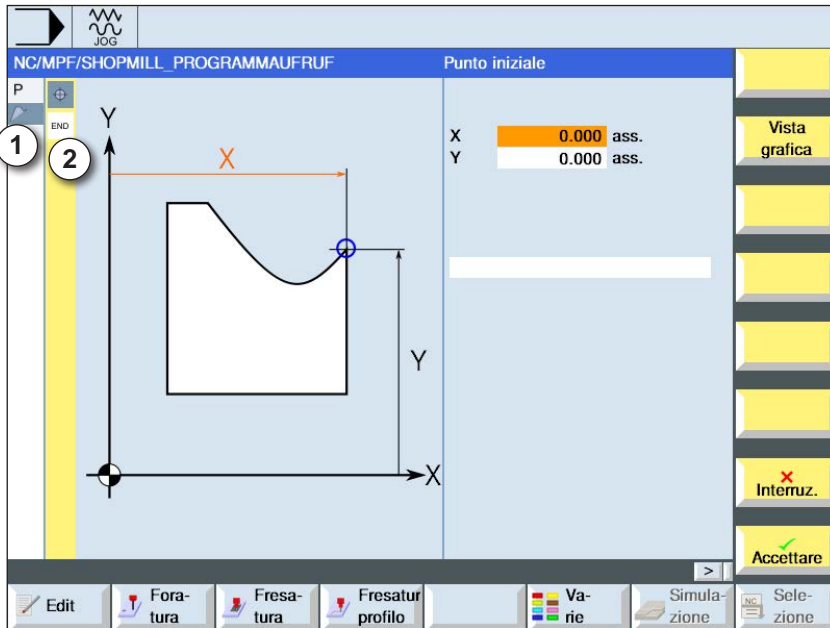 JOG
NC/MPF/SHOPMILL_PROGRAMMAUFRUF
Punto iniziale
P
END
1
2
Y
X
Y
X
X 0.000 ass.
Y 0.000 ass.
Vista
grafica
Interruz.
Accettare
>
Edit
Fora-
tura
Fresa-
tura
Fresatur
profilo
Va-
rie
Simula-
zione
NC
Sele-
zione